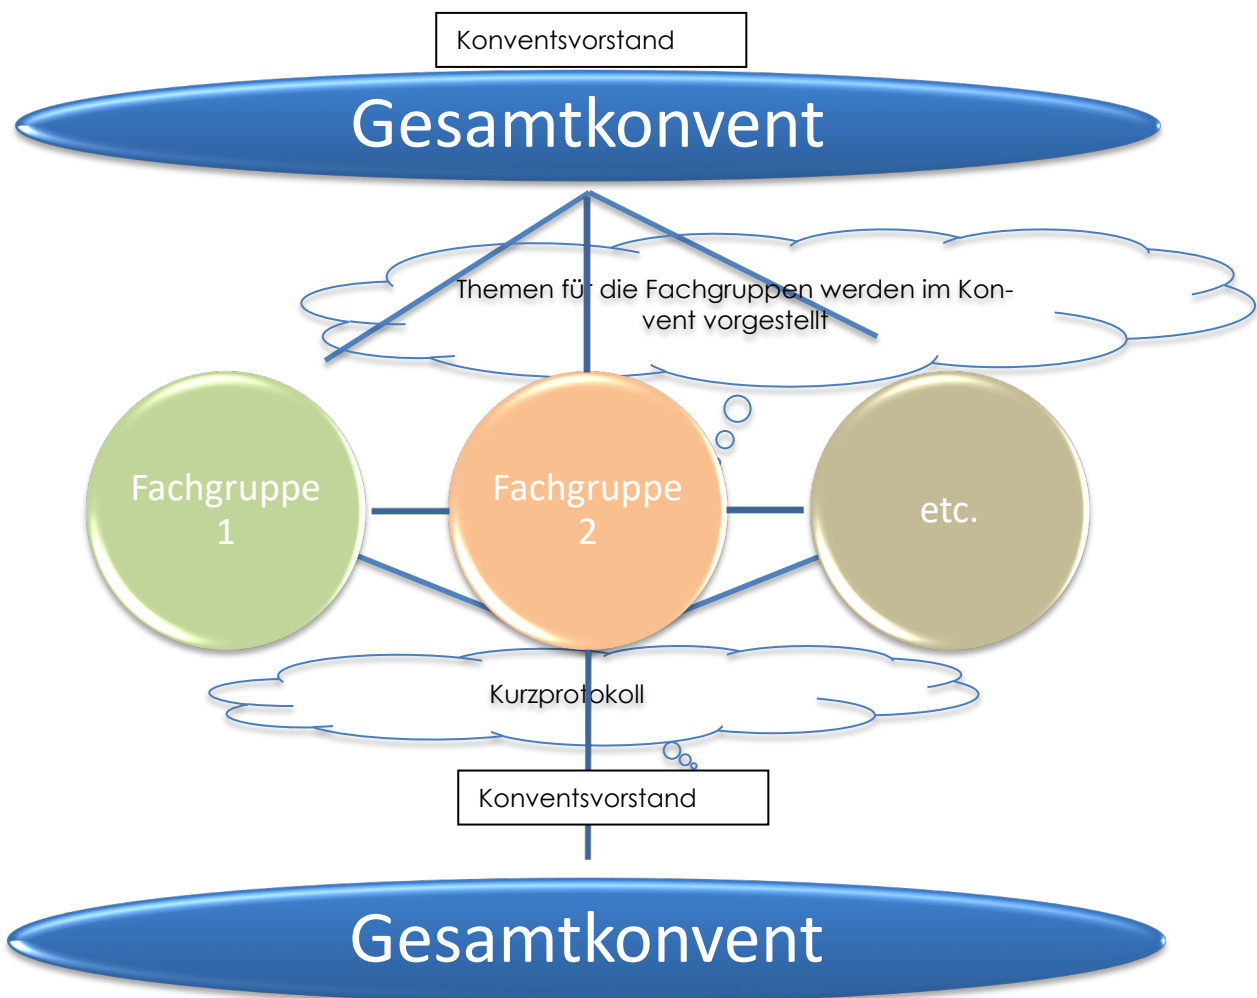 Konventsvorstand
Gesamtkonvent
Themen für die Fachgruppen werden im Kon-
vent vorgestellt
Fachgruppe
1
Fachgruppe
2
etc.
Kurzprotokoll
Konventsvorstand
Gesamtkonvent